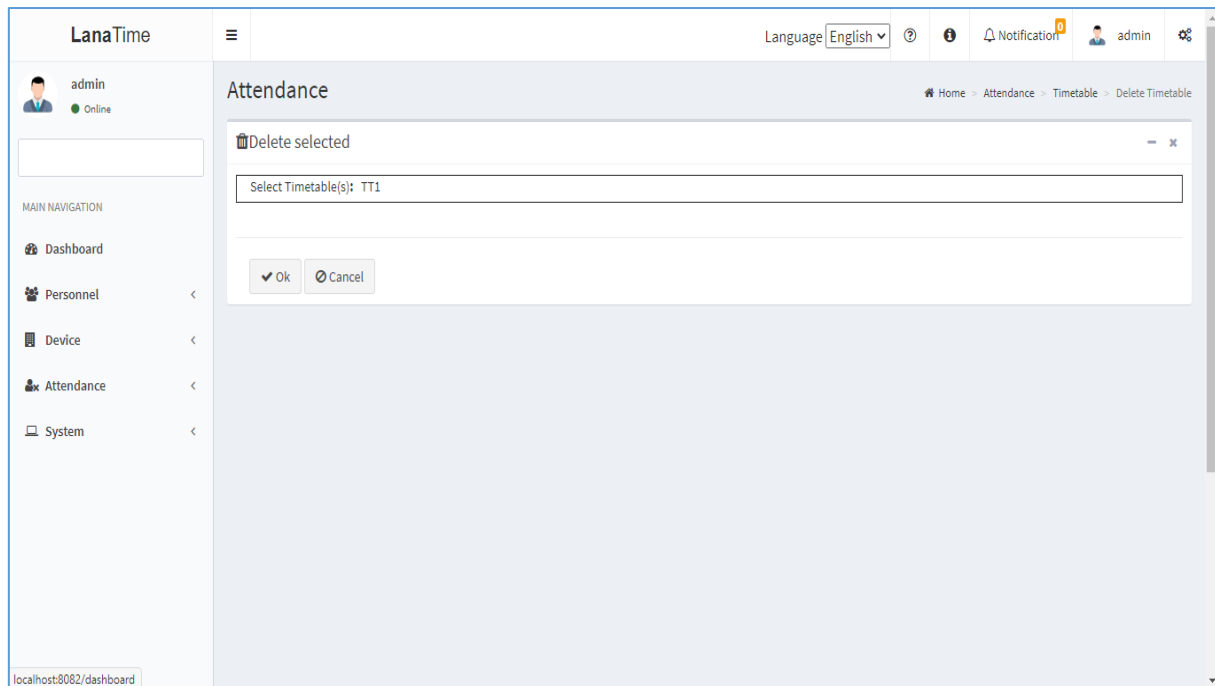 LanaTime
Language English
Notification 0
admin
admin
Online
MAIN NAVIGATION
Dashboard
Personnel
Device
Attendance
System
Attendance
Home > Attendance > Timetable > Delete Timetable
Delete selected
Select Timetable(s): TT1
Ok
Cancel
localhost:8082/dashboard